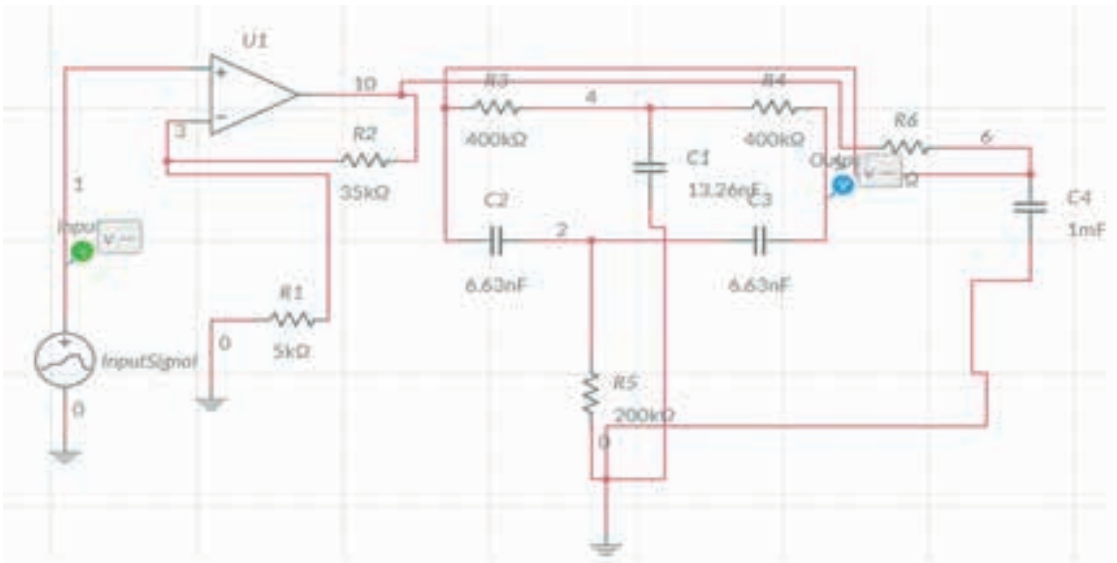 U1
10
R3
4
R4
R6
6
3
R2
400kΩ
400kΩ
C1
1
35kΩ
C2
13.26nF
C3
C4
2
1mF
6.63nF
6.63nF
R1
0
5kΩ
InputSignal
0
R5
200kΩ
0